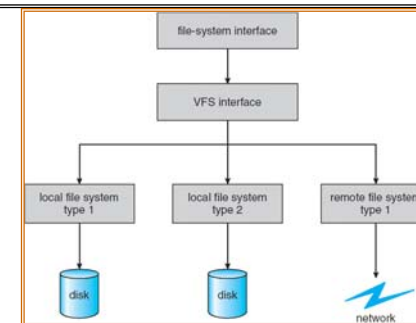 file-system interface
VFS interface
local file system
type 1
local file system
type 2
remote file system
type 1
disk
disk
network